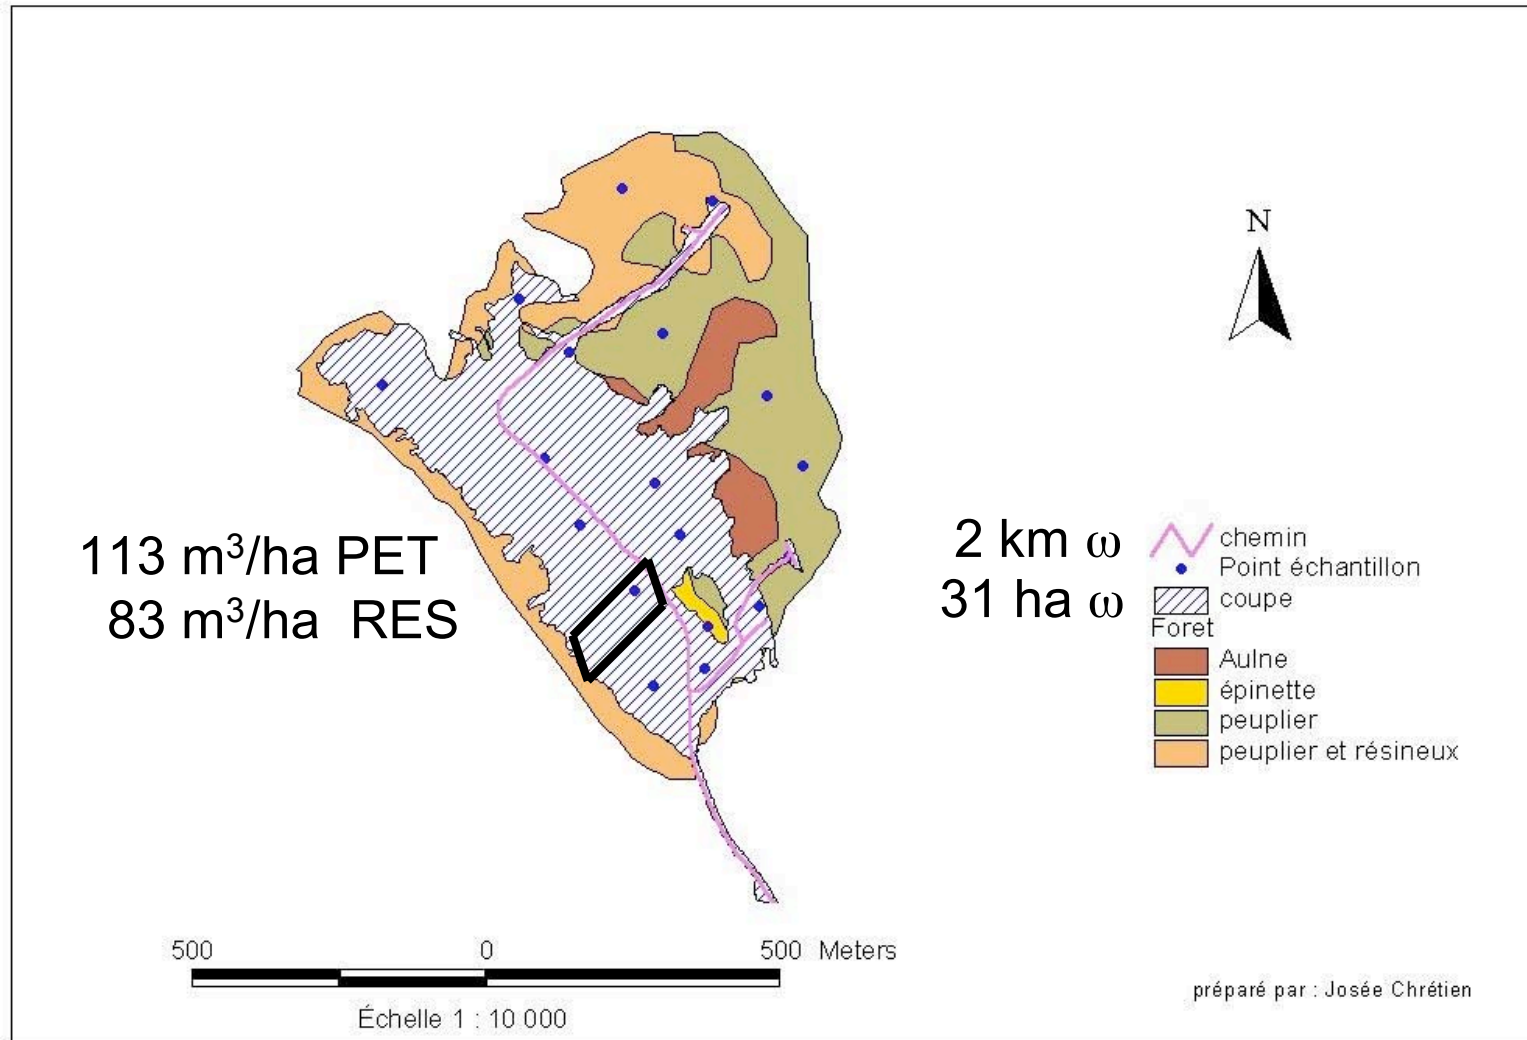 N
113 m³/ha PET
83 m³/ha RES
2 km ω
31 ha ω
chemin
Point échantillon
coupe
Foret
Aulne
épinette
peuplier
peuplier et résineux
500 0 500 Meters
Échelle 1 : 10 000
préparé par : Josée Chrétien